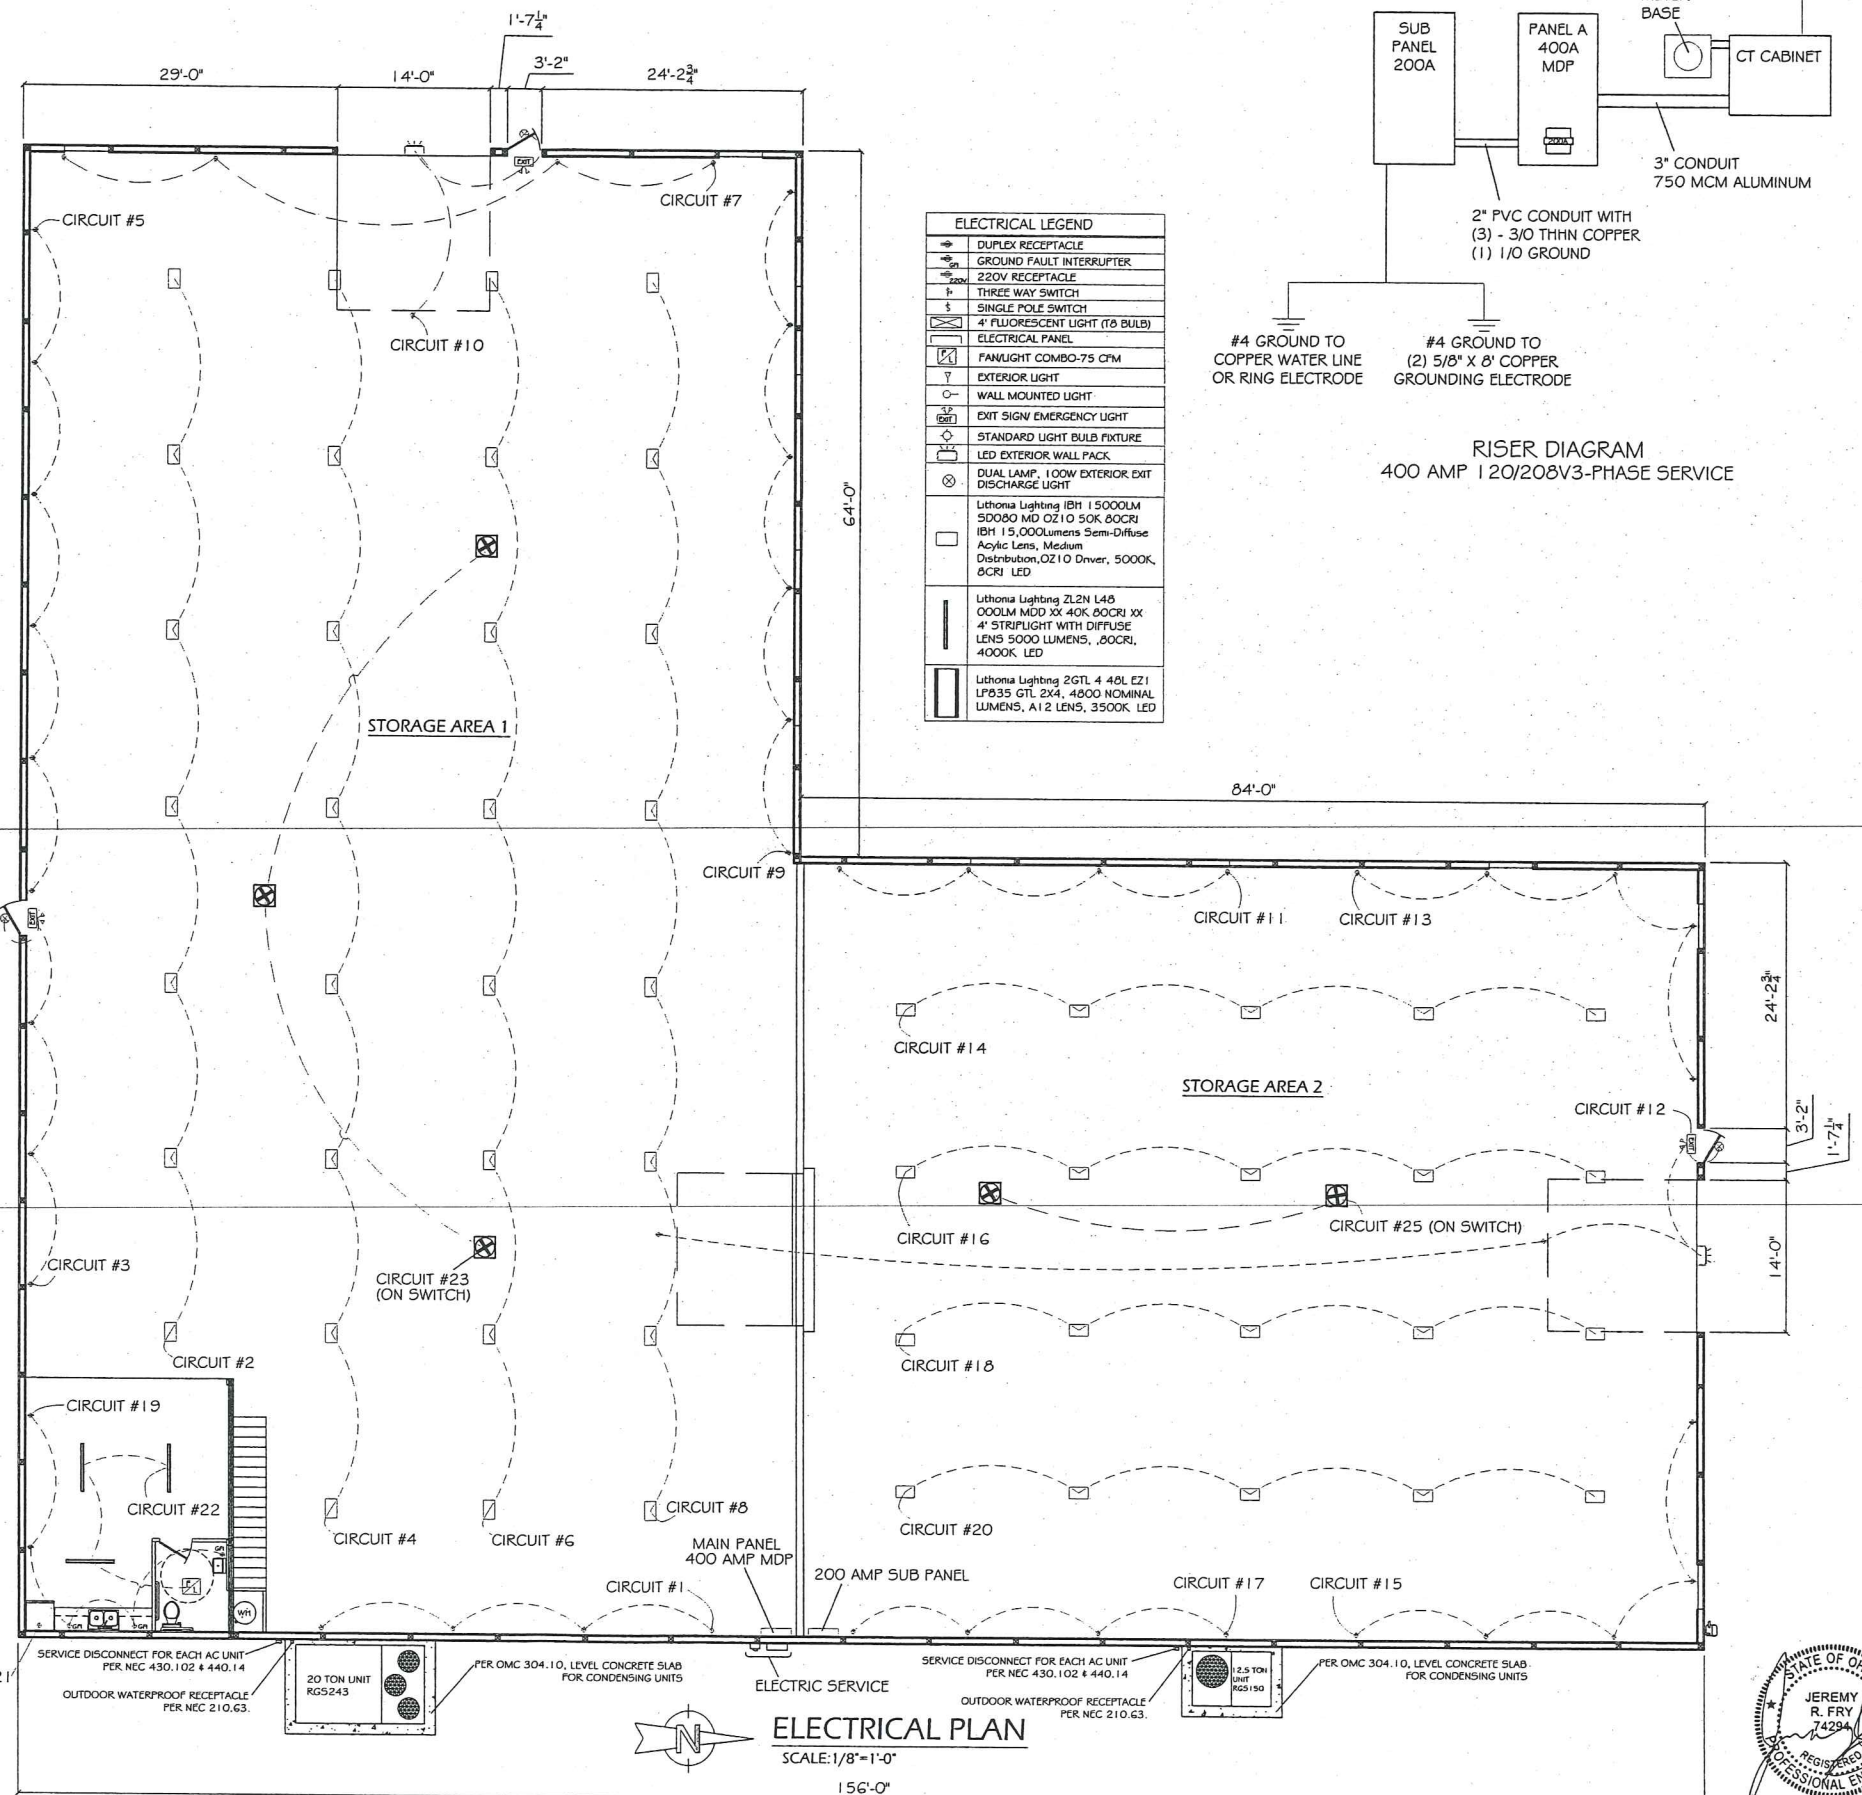 1'-7¼"
29'-0"
14'-0"
3'-2"
24'-2¾"
SUB
PANEL
200A
PANEL A
400A
MDP
200A
BASE
CT CABINET
3" CONDUIT
750 MCM ALUMINUM
2" PVC CONDUIT WITH
(3) - 3/0 THHN COPPER
(1) 1/0 GROUND
#4 GROUND TO
COPPER WATER LINE
OR RING ELECTRODE
#4 GROUND TO
(2) 5/8" X 8' COPPER
GROUNDING ELECTRODE
RISER DIAGRAM
400 AMP 120/208V3-PHASE SERVICE
ELECTRICAL LEGEND
DUPLEX RECEPTACLE
GFI
GROUND FAULT INTERRUPTER
220V
220V RECEPTACLE
THREE WAY SWITCH
$
SINGLE POLE SWITCH
4' FLUORESCENT LIGHT (T8 BULB)
ELECTRICAL PANEL
F/L
FAN/LIGHT COMBO-75 CFM
EXTERIOR LIGHT
WALL MOUNTED LIGHT
EXIT
EXIT SIGN/ EMERGENCY LIGHT
STANDARD LIGHT BULB FIXTURE
LED EXTERIOR WALL PACK
DUAL LAMP, 100W EXTERIOR EXIT
DISCHARGE LIGHT
Lithonia Lighting IBH 15000LM
SD080 MD OZ10 50K 80CRI
IBH 15,000Lumens Semi-Diffuse
Acylic Lens, Medium
Distribution,OZ10 Driver, 5000K,
8CRI LED
Lithonia Lighting ZL2N L48
000LM MDD XX 40K 80CRI XX
4' STRIPLIGHT WITH DIFFUSE
LENS 5000 LUMENS, ,80CRI,
4000K LED
Lithonia Lighting 2GTL 4 48L EZ1
LP835 GTL 2X4, 4800 NOMINAL
LUMENS, A12 LENS, 3500K LED
EXIT
CIRCUIT #5
CIRCUIT #7
CIRCUIT #10
64'-0"
STORAGE AREA 1
84'-0"
CIRCUIT #9
EXIT
CIRCUIT #11
CIRCUIT #13
24'-2¾"
CIRCUIT #14
STORAGE AREA 2
CIRCUIT #12
EXIT
3'-2"
1'-7¼"
CIRCUIT #16
CIRCUIT #25 (ON SWITCH)
14'-0"
CIRCUIT #3
CIRCUIT #23
(ON SWITCH)
CIRCUIT #2
CIRCUIT #18
CIRCUIT #19
CIRCUIT #22
CIRCUIT #4
CIRCUIT #6
CIRCUIT #8
CIRCUIT #20
MAIN PANEL
400 AMP MDP
200 AMP SUB PANEL
CIRCUIT #1
CIRCUIT #17
CIRCUIT #15
F/L
WH
GFI
GFI
SERVICE DISCONNECT FOR EACH AC UNIT
PER NEC 430.102 & 440.14
OUTDOOR WATERPROOF RECEPTACLE
PER NEC 210.63.
20 TON UNIT
RGS243
PER OMC 304.10, LEVEL CONCRETE SLAB
FOR CONDENSING UNITS
ELECTRIC SERVICE
SERVICE DISCONNECT FOR EACH AC UNIT
PER NEC 430.102 & 440.14
OUTDOOR WATERPROOF RECEPTACLE
PER NEC 210.63.
12.5 TON
UNIT
RGS150
PER OMC 304.10, LEVEL CONCRETE SLAB
FOR CONDENSING UNITS
N
ELECTRICAL PLAN
SCALE:1/8"=1'-0"
156'-0"
STATE OF
JEREMY
R. FRY
74294
REGISTERED
PROFESSIONAL